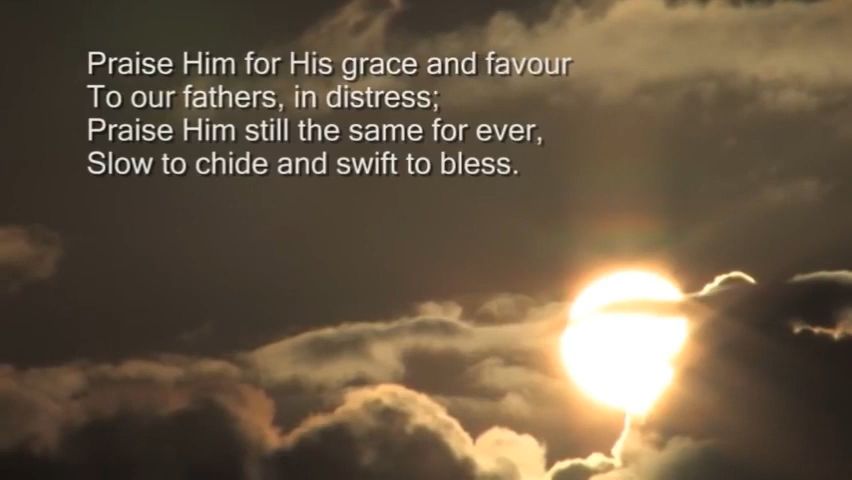 Praise Him for His grace and favour
To our fathers, in distress;
Praise Him still the same for ever,
Slow to chide and swift to bless.